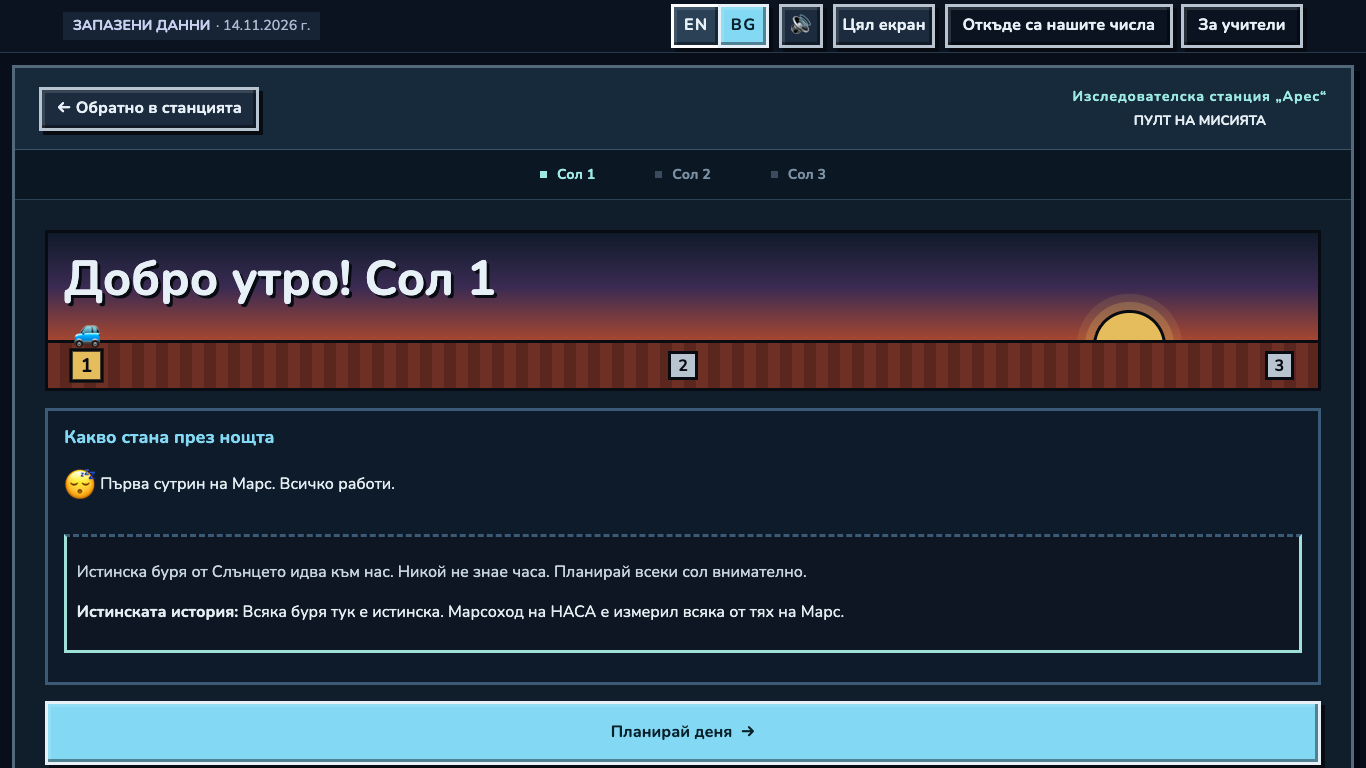 ЗАПАЗЕНИ ДАННИ · 14.11.2026 г.
EN BG
Цял екран
Откъде са нашите числа
За учители
← Обратно в станцията
Изследователска станция „Арес“
ПУЛТ НА МИСИЯТА
Сол 1
Сол 2
Сол 3
Добро утро! Сол 1
1
2
3
Какво стана през нощта
Първа сутрин на Марс. Всичко работи.
Истинска буря от Слънцето идва към нас. Никой не знае часа. Планирай всеки сол внимателно.
Истинската история: Всяка буря тук е истинска. Марсоход на НАСА е измерил всяка от тях на Марс.
Планирай деня →